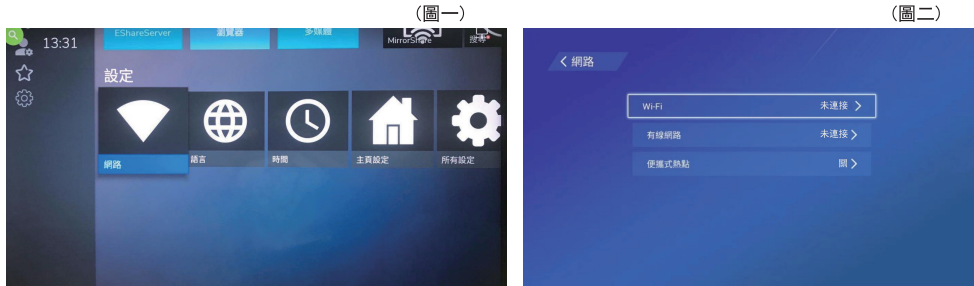 (圖一)
(圖二)
13:31
EShareServer
瀏覽器
多媒體
MirrorShare
搜尋
設定
網路
語言
時間
主頁設定
所有設定
網路
Wi-Fi
未連接
有線網路
未連接
便攜式熱點
關